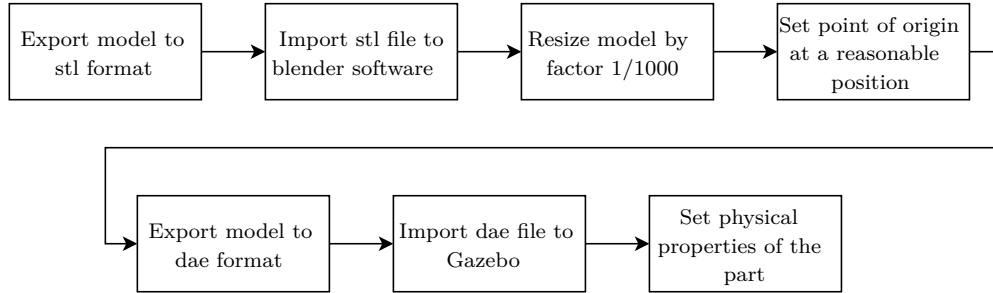 Export model to
stl format
Import stl file to
blender software
Resize model by
factor 1/1000
Set point of origin
at a reasonable
position
Export model to
dae format
Import dae file to
Gazebo
Set physical
properties of the
part